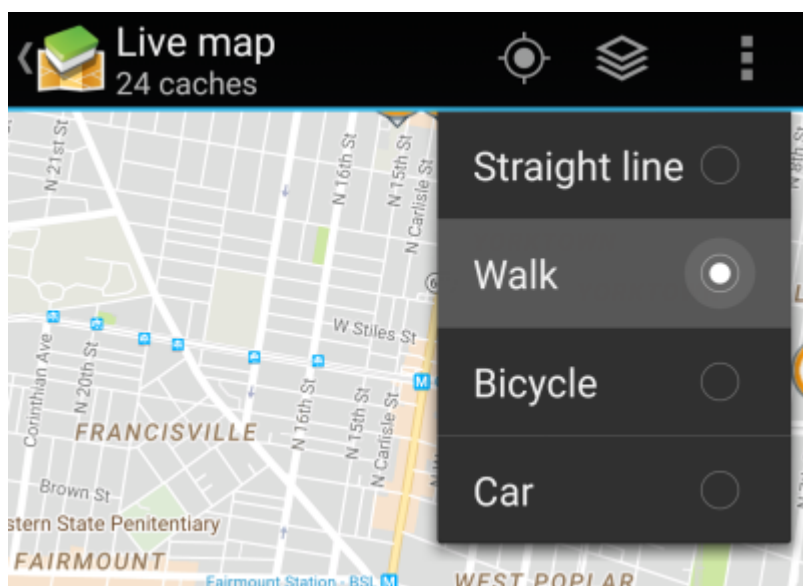 Live map
24 caches
Straight line
Walk
Bicycle
Car
N 21st St
N 16th St
N 15th St
N Carlisle St
W Stiles St
Corinthian Ave
N 20th St
FRANCISVILLE
N 16th St
N 15th St
N Carlisle St
M
Brown St
stern State Penitentiary
FAIRMOUNT
Fairmount Station - BSL M
WEST POPLAR